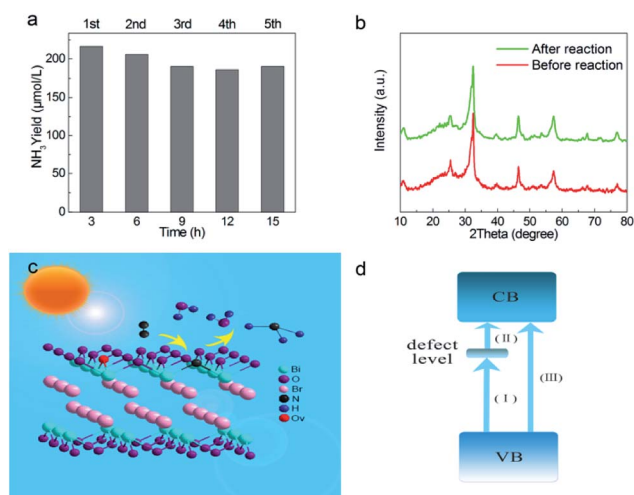 a
1st 2nd 3rd 4th 5th
NH₃ Yield (μmol/L)
200
150
100
50
0
3 6 9 12 15
Time (h)
b
After reaction
Before reaction
Intensity (a.u.)
10 20 30 40 50 60 70 80
2Theta (degree)
c
Bi
O
Br
N
H
Ov
d
CB
(II)
defect
level
(III)
(I)
VB